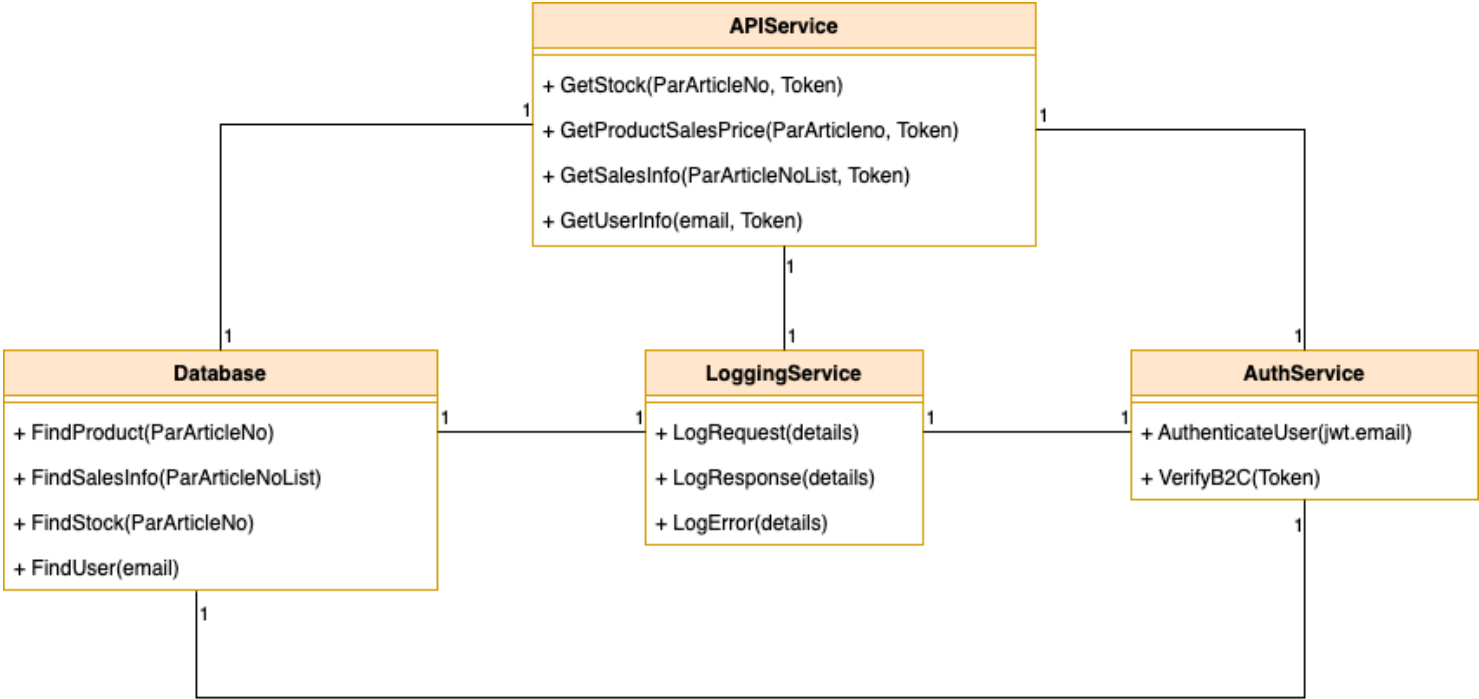 APIService
+ GetStock(ParArticleNo, Token)
+ GetProductSalesPrice(ParArticleno, Token)
+ GetSalesInfo(ParArticleNoList, Token)
+ GetUserInfo(email, Token)
1
1
1
1
1
1
Database
+ FindProduct(ParArticleNo)
+ FindSalesInfo(ParArticleNoList)
+ FindStock(ParArticleNo)
+ FindUser(email)
1
1
LoggingService
+ LogRequest(details)
+ LogResponse(details)
+ LogError(details)
1
1
AuthService
+ AuthenticateUser(jwt.email)
+ VerifyB2C(Token)
1
1